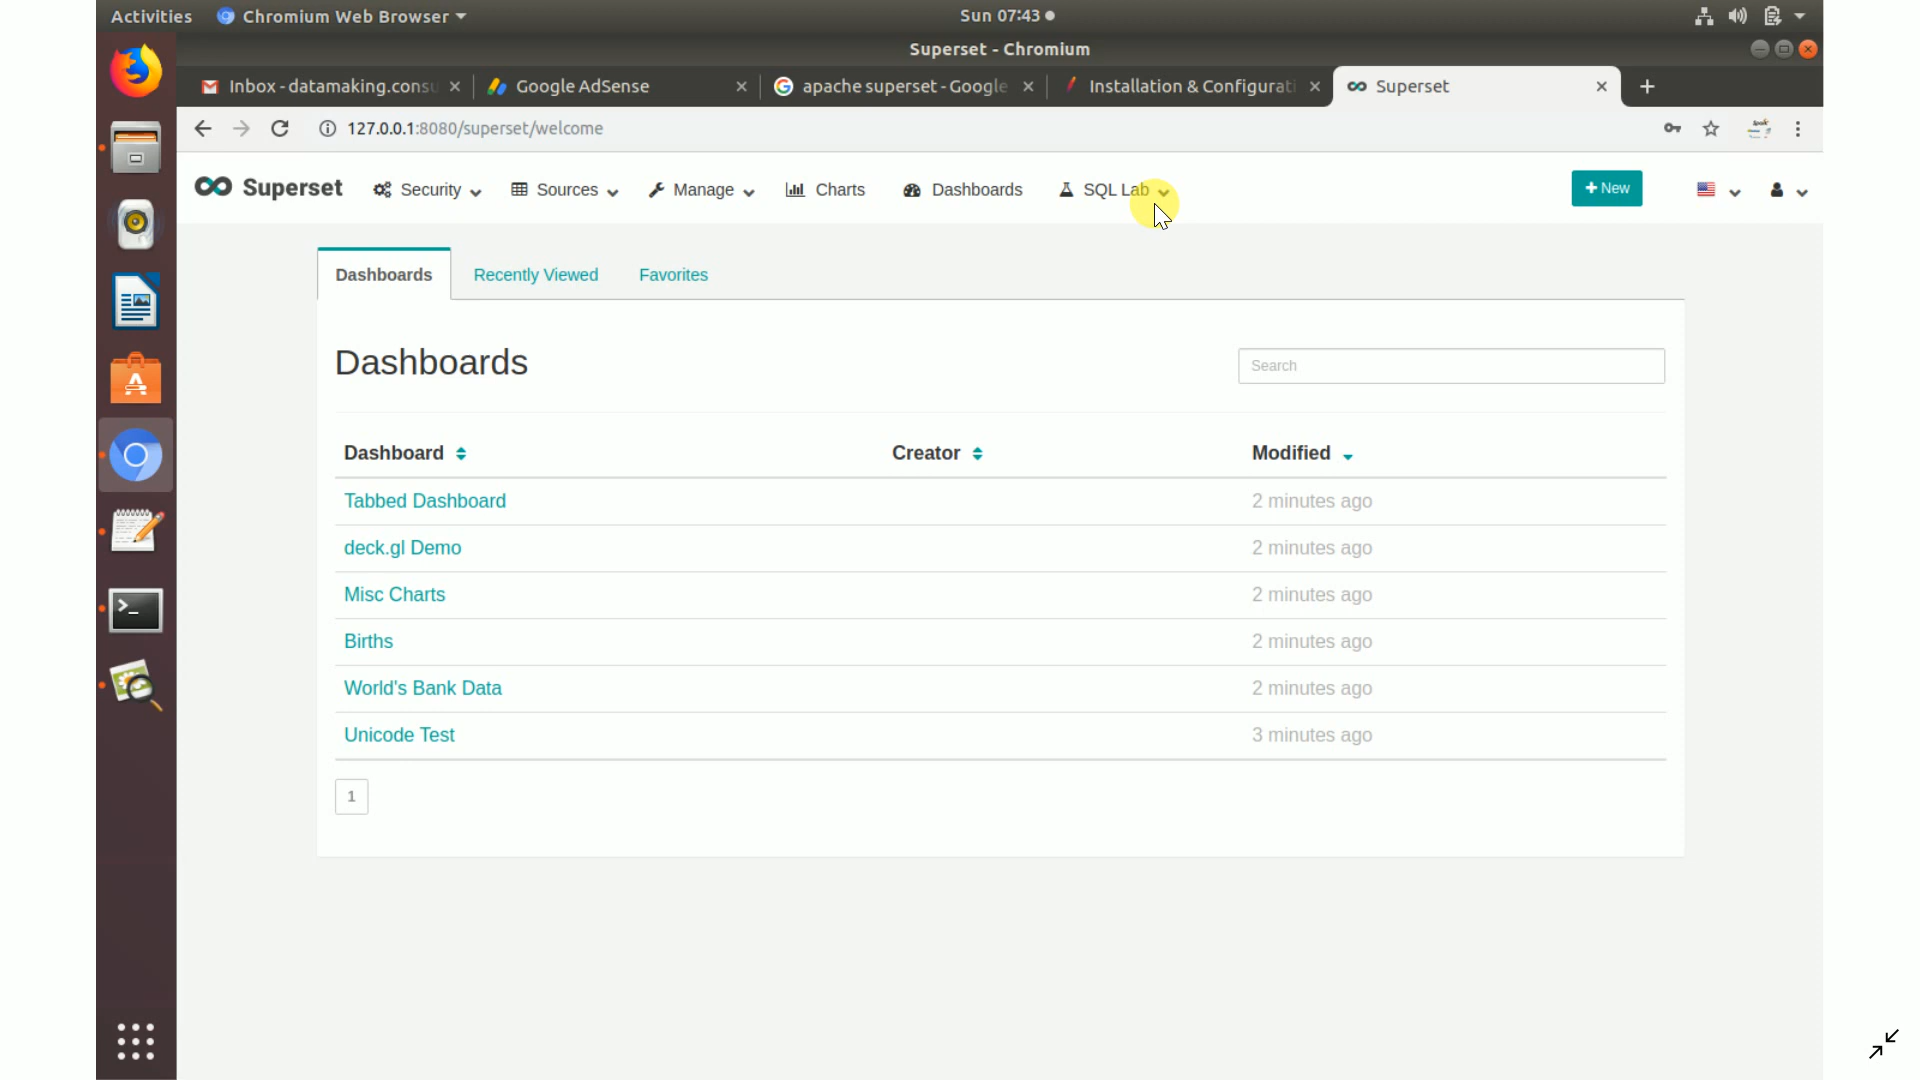 Activities Chromium Web Browser Sun 07:43
Superset - Chromium
Inbox - datamaking.consu Google AdSense apache superset - Google Installation & Configurati Superset
127.0.0.1:8080/superset/welcome
Superset Security Sources Manage Charts Dashboards SQL Lab + New
Dashboards Recently Viewed Favorites
Dashboards Search
Dashboard Creator Modified
Tabbed Dashboard 2 minutes ago
deck.gl Demo 2 minutes ago
Misc Charts 2 minutes ago
Births 2 minutes ago
World's Bank Data 2 minutes ago
Unicode Test 3 minutes ago
1